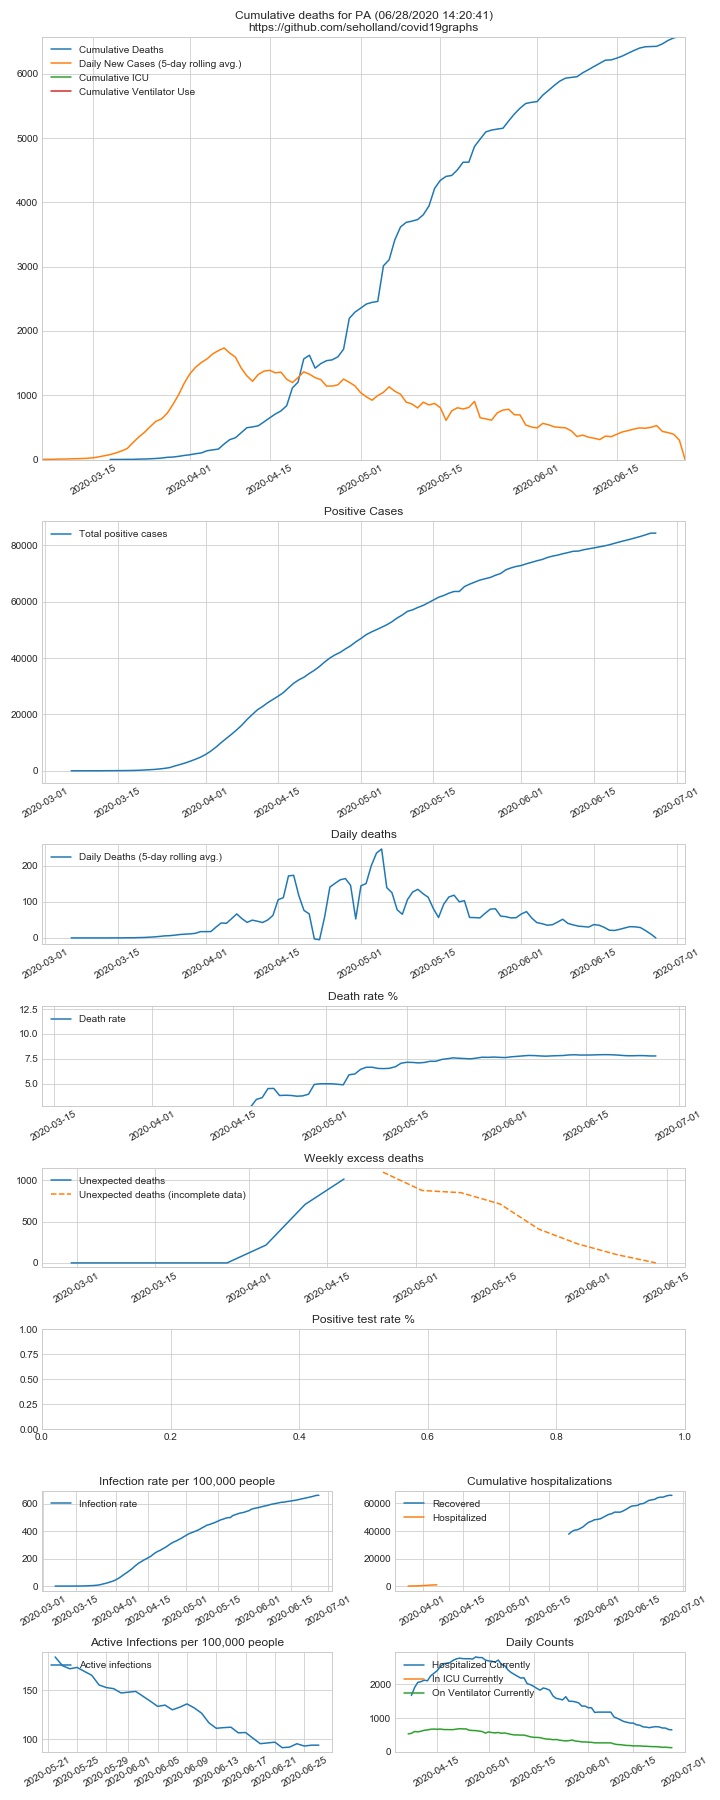 Cumulative deaths for PA (06/28/2020 14:20:41)
https://github.com/seholland/covid19graphs
Cumulative Deaths
Daily New Cases (5-day rolling avg.)
Cumulative ICU
Cumulative Ventilator Use
6000
5000
4000
3000
2000
1000
0
2020-03-15 2020-04-01 2020-04-15 2020-05-01 2020-05-15 2020-06-01 2020-06-15
Positive Cases
Total positive cases
80000
60000
40000
20000
0
2020-03-01 2020-03-15 2020-04-01 2020-04-15 2020-05-01 2020-05-15 2020-06-01 2020-06-15 2020-07-01
Daily deaths
Daily Deaths (5-day rolling avg.)
200
100
0
2020-03-01 2020-03-15 2020-04-01 2020-04-15 2020-05-01 2020-05-15 2020-06-01 2020-06-15 2020-07-01
Death rate %
12.5
Death rate
10.0
7.5
5.0
2020-03-15 2020-04-01 2020-04-15 2020-05-01 2020-05-15 2020-06-01 2020-06-15 2020-07-01
Weekly excess deaths
1000
Unexpected deaths
Unexpected deaths (incomplete data)
500
0
2020-03-01 2020-03-15 2020-04-01 2020-04-15 2020-05-01 2020-05-15 2020-06-01 2020-06-15
Positive test rate %
1.00
0.75
0.50
0.25
0.00
0.0 0.2 0.4 0.6 0.8 1.0
Infection rate per 100,000 people
Infection rate
600
400
200
0
2020-03-01 2020-03-15 2020-04-01 2020-04-15 2020-05-01 2020-05-15 2020-06-01 2020-06-15 2020-07-01
Cumulative hospitalizations
Recovered
Hospitalized
60000
40000
20000
0
2020-04-01 2020-04-15 2020-05-01 2020-05-15 2020-06-01 2020-06-15 2020-07-01
Active Infections per 100,000 people
Active infections
150
100
2020-05-21 2020-05-25 2020-05-29 2020-06-01 2020-06-05 2020-06-09 2020-06-13 2020-06-17 2020-06-21 2020-06-25
Daily Counts
Hospitalized Currently
In ICU Currently
On Ventilator Currently
2000
1000
0
2020-04-15 2020-05-01 2020-05-15 2020-06-01 2020-06-15 2020-07-01